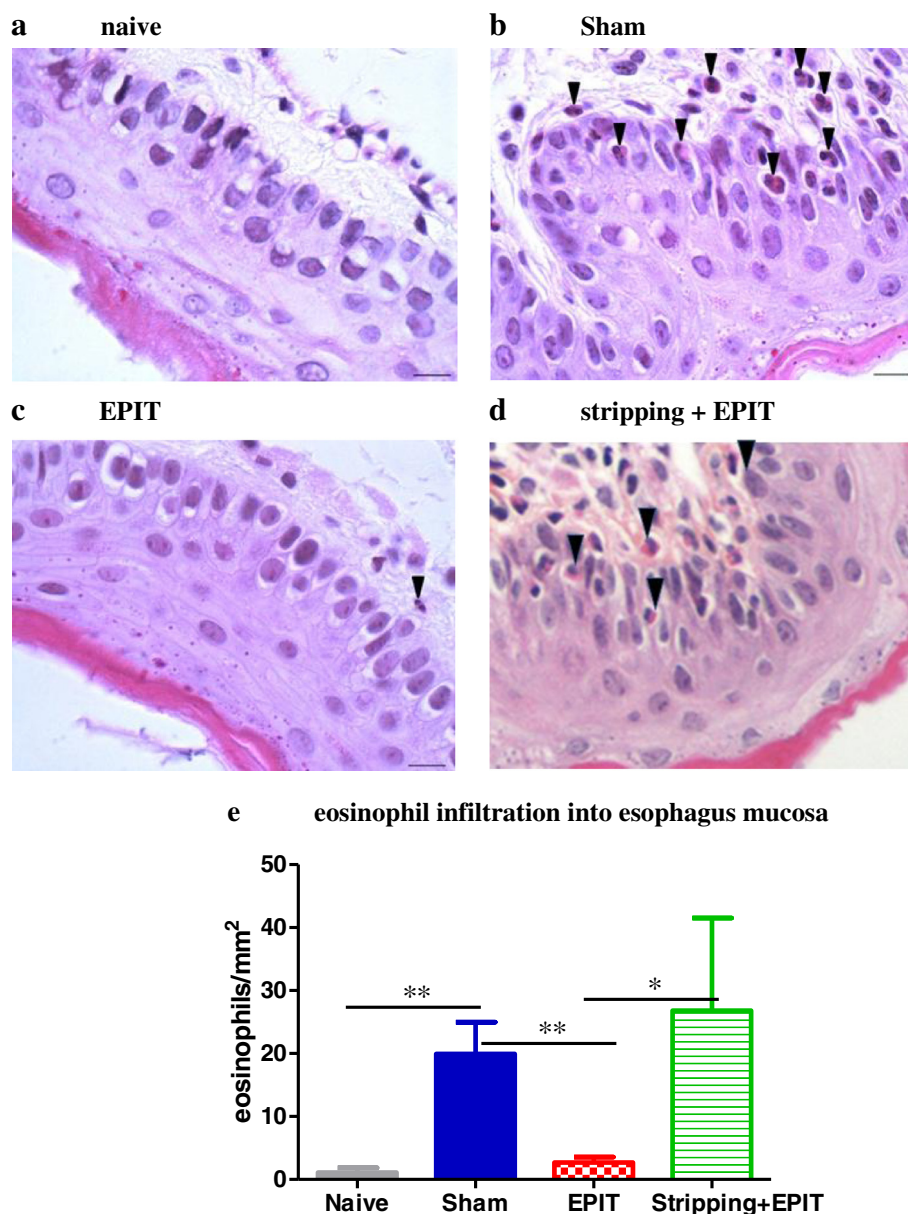 a naive
b Sham
c EPIT
d stripping + EPIT
e eosinophil infiltration into esophagus mucosa
eosinophils/mm²
50
40
30
20
10
0
**
**
*
Naive Sham EPIT Stripping+EPIT